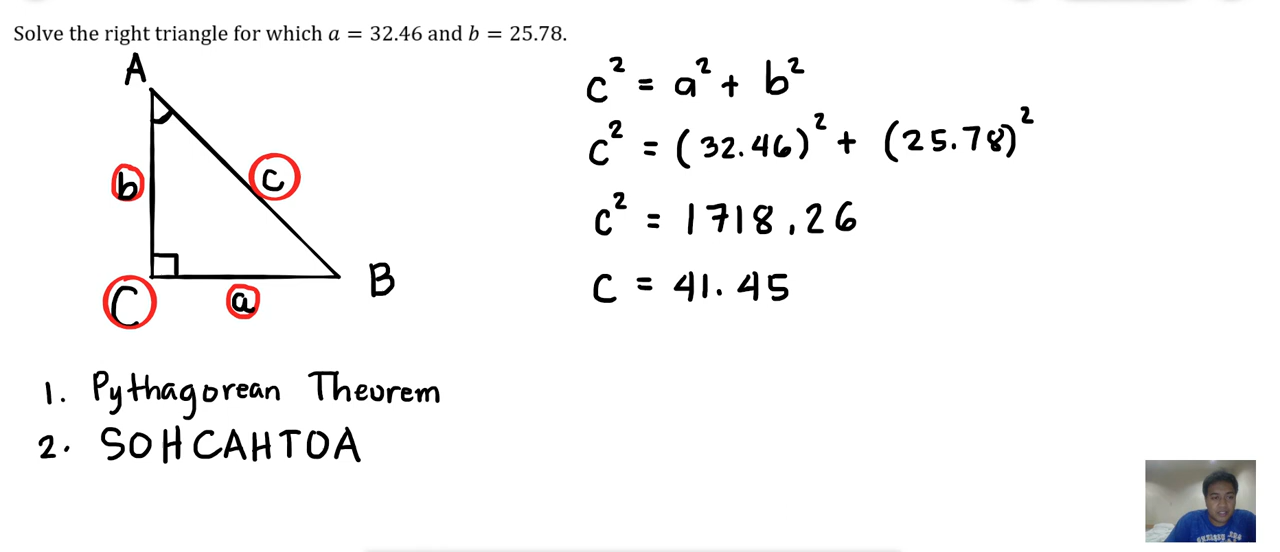 Solve the right triangle for which a = 32.46 and b = 25.78.
A
b
c
C
a
B
c² = a² + b²
c² = (32.46)² + (25.78)²
c² = 1718.26
c = 41.45
1. Pythagorean Theorem
2. SOHCAHTOA